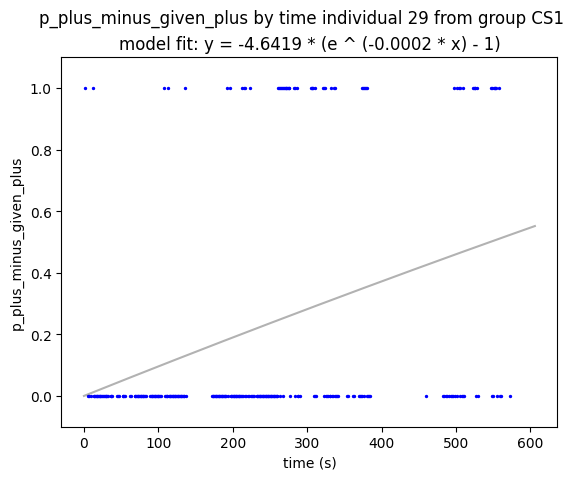 p_plus_minus_given_plus by time individual 29 from group CS1
model fit: y = -4.6419 * (e ^ (-0.0002 * x) - 1)
p_plus_minus_given_plus
1.0
0.8
0.6
0.4
0.2
0.0
0 100 200 300 400 500 600
time (s)